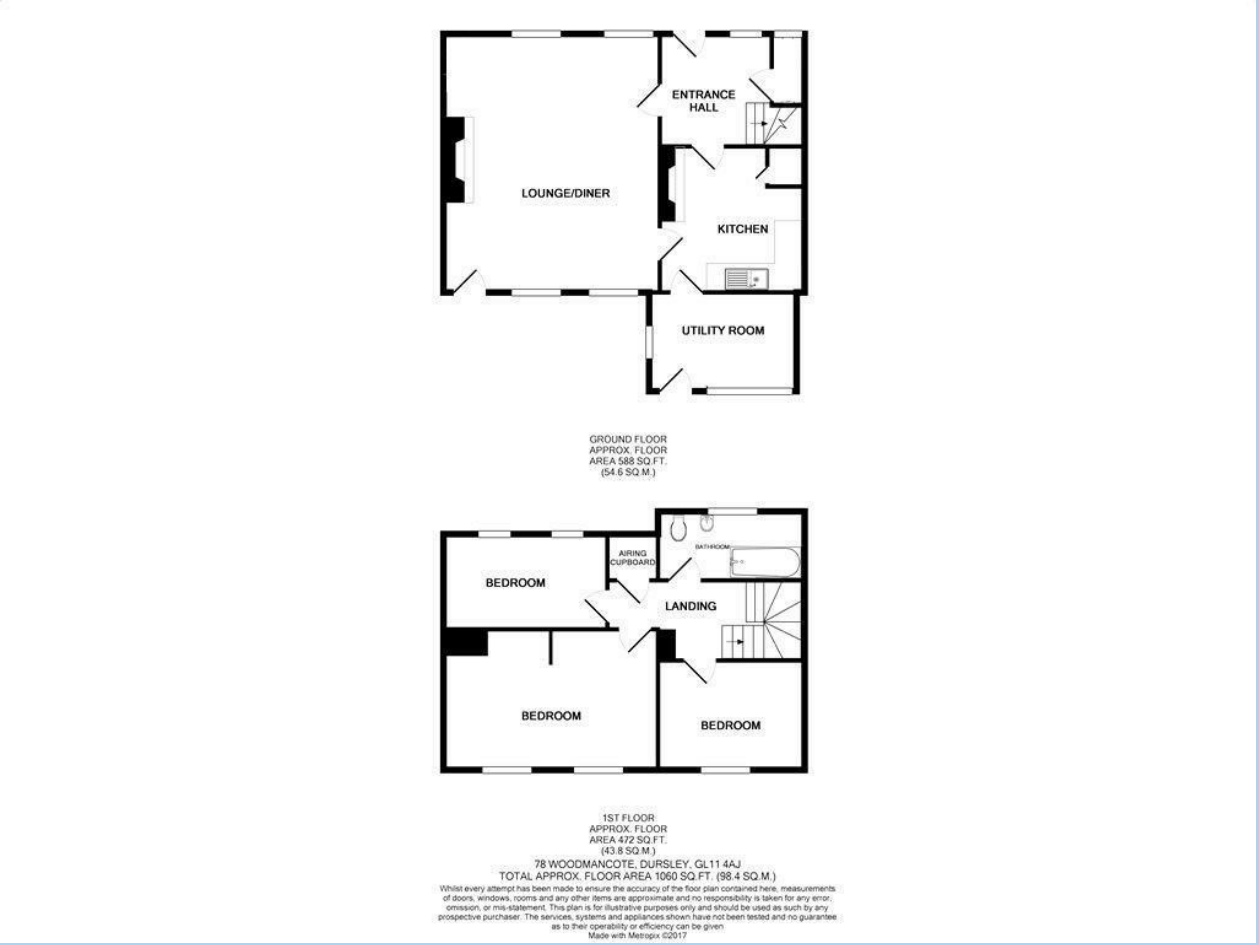 ENTRANCE
HALL
LOUNGE/DINER
KITCHEN
UTILITY ROOM
GROUND FLOOR
APPROX. FLOOR
AREA 588 SQ.FT.
(54.6 SQ.M.)
AIRING
CUPBOARD
BATHROOM
BEDROOM
LANDING
BEDROOM
BEDROOM
1ST FLOOR
APPROX. FLOOR
AREA 472 SQ.FT.
(43.8 SQ.M.)
78 WOODMANCOTE, DURSLEY, GL11 4AJ
TOTAL APPROX. FLOOR AREA 1060 SQ.FT. (98.4 SQ.M.)
Whilst every attempt has been made to ensure the accuracy of the floor plan contained here, measurements
of doors, windows, rooms and any other items are approximate and no responsibility is taken for any error,
omission, or mis-statement. This plan is for illustrative purposes only and should be used as such by any
prospective purchaser. The services, systems and appliances shown have not been tested and no guarantee
as to their operability or efficiency can be given
Made with Metropix ©2017